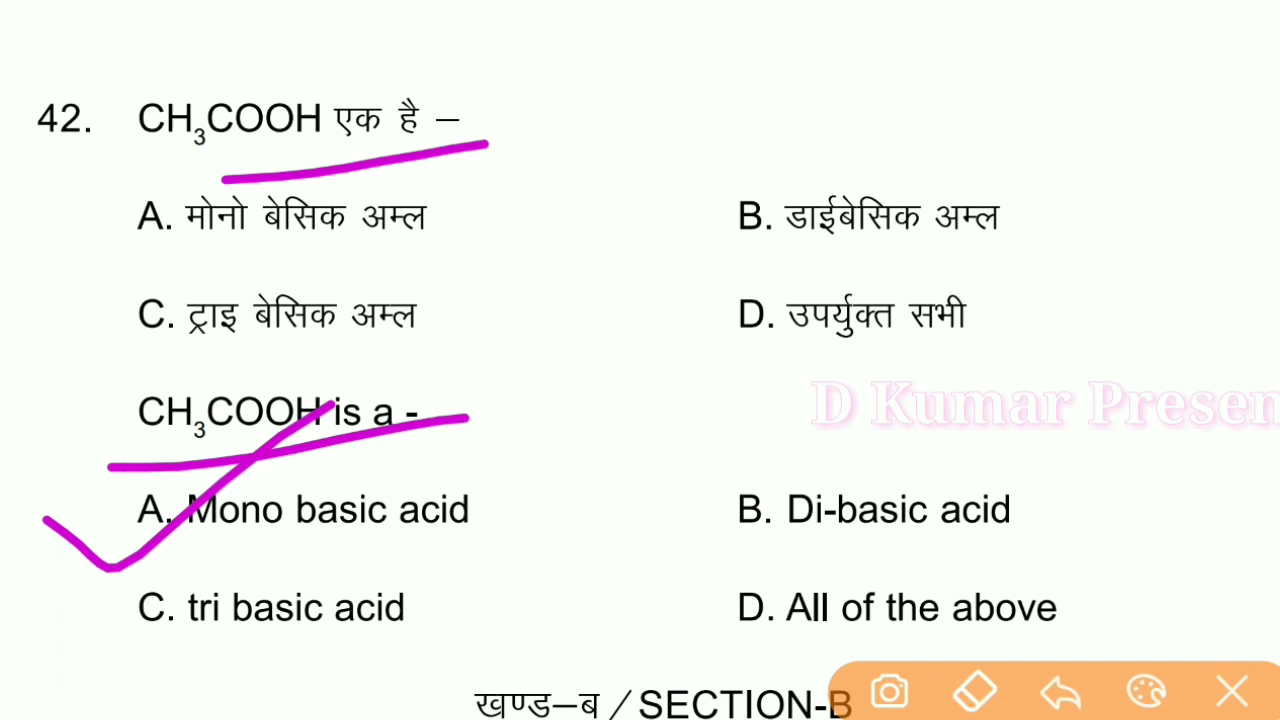 42. CH₃COOH एक है –
A. मोनो बेसिक अम्ल B. डाईबेसिक अम्ल
C. ट्राइ बेसिक अम्ल D. उपर्युक्त सभी
CH₃COOH is a -
D Kumar Presen
A. Mono basic acid B. Di-basic acid
C. tri basic acid D. All of the above
खण्ड–ब / SECTION-B